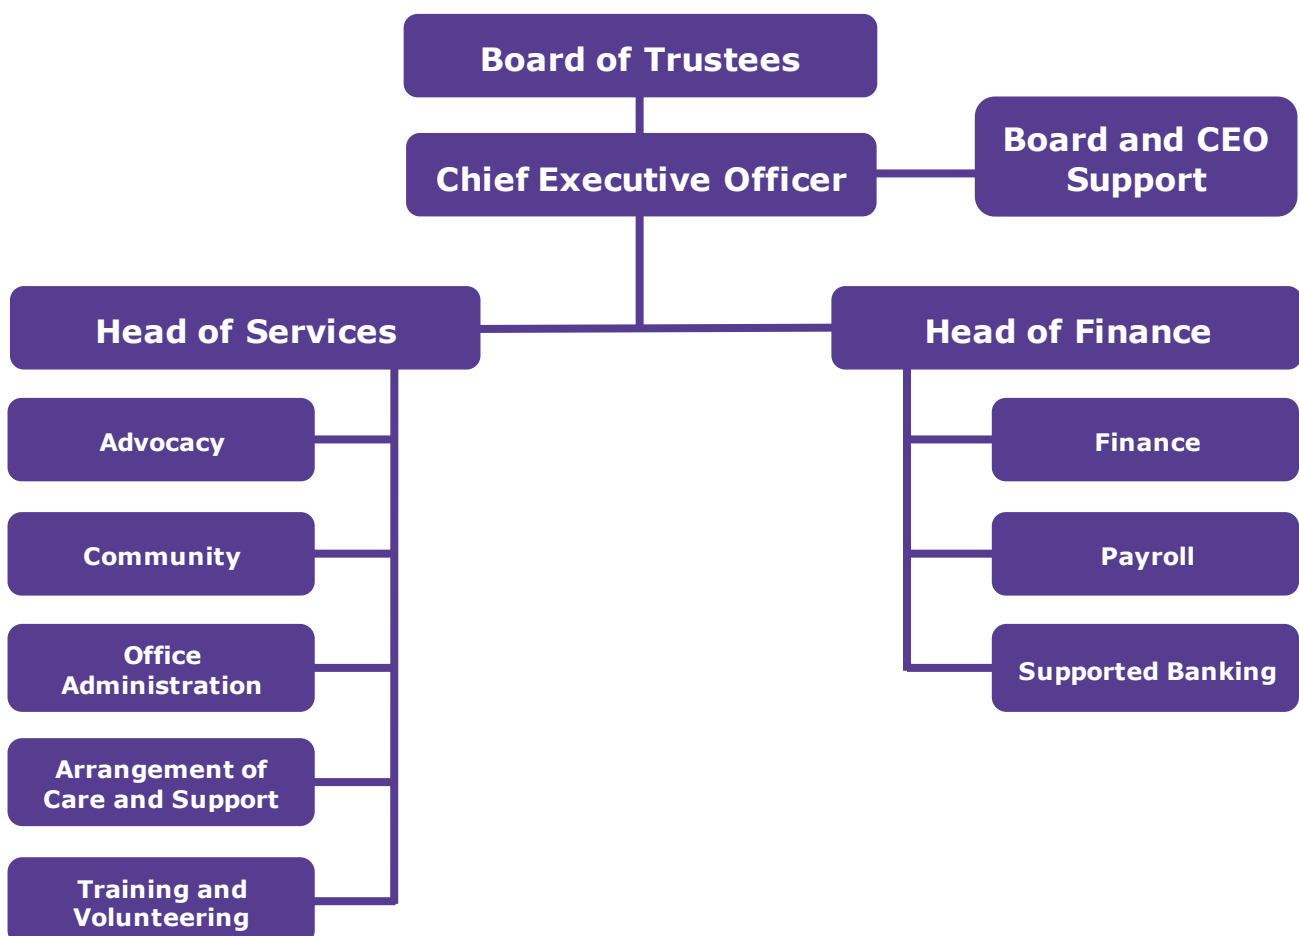 Board of Trustees
Chief Executive Officer
Board and CEO
Support
Head of Services
Head of Finance
Advocacy
Finance
Community
Payroll
Office
Administration
Supported Banking
Arrangement of
Care and Support
Training and
Volunteering